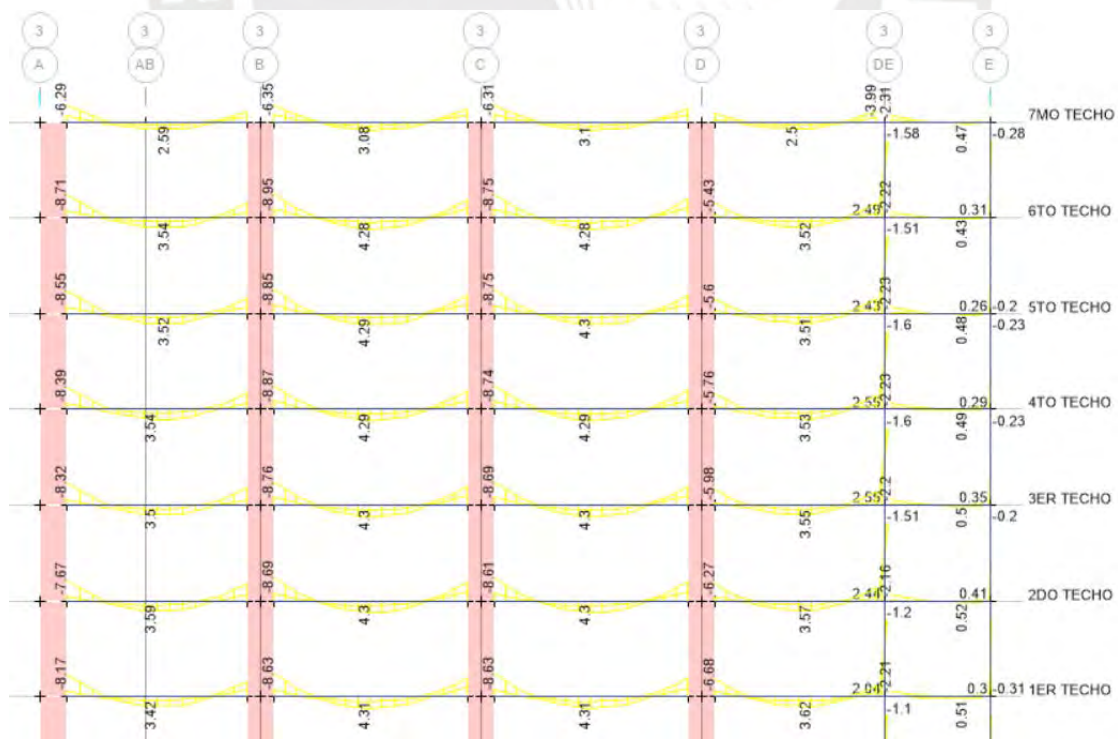 3 3 3 3 3 3 3
A AB B C D DE E
-6.29 -6.35 -6.31 -3.99 2.31 7MO TECHO
2.59 3.08 3.1 2.5 -1.58 0.47 -0.28
-8.71 -8.95 -8.75 -5.43 2.49 2.22 0.31 6TO TECHO
3.54 4.28 4.28 3.52 -1.51 0.43
-8.55 -8.85 -8.75 -5.6 2.23 0.26 -0.2 5TO TECHO
3.52 4.29 4.3 3.51 -1.6 0.48 -0.23
-8.39 -8.87 -8.74 -5.76 2.55 2.23 0.29 4TO TECHO
3.54 4.29 4.29 3.53 -1.6 0.49 -0.23
-8.32 -8.76 -8.69 -5.98 2.55 2.2 0.35 3ER TECHO
3.5 4.3 4.3 3.55 -1.51 0.5 -0.2
-7.67 -8.69 -8.61 -6.27 2.16 0.41 2DO TECHO
3.59 4.3 4.3 3.57 -1.2 0.52
-8.17 -8.63 -8.63 -6.68 2.04 2.21 0.3 -0.31 1ER TECHO
3.42 4.31 4.31 3.62 -1.1 0.51